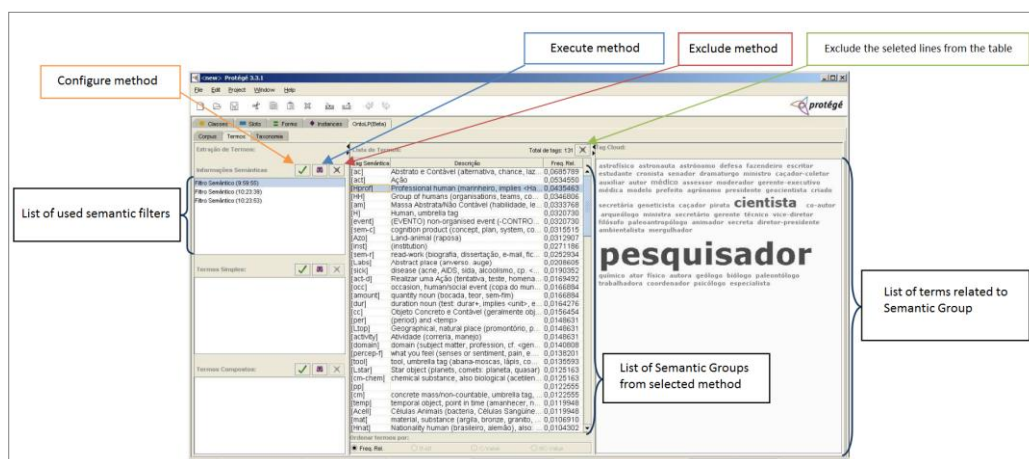 Execute method
Exclude method
Exclude the seleted lines from the table
Configure method
<new> Protégé 3.3.1
File Edit Project Window Help
protégé
Classes Slots Forms Instances OntoLP(Beta)
Corpus Termos Taxonomia
Extração de Termos:
Lista de Termos:
Total de tags: 131
Tag Cloud:
Informações Semânticas
Filtro Semântico (9:59:50)
Filtro Semântico (10:23:39)
Filtro Semântico (10:23:53)
List of used semantic filters
Termos Simples:
Termos Compostos:
Tag Semântica Descrição Freq. Rel.
[ac] Abstrato e Contável (alternativa, chance, laz... 0,0685789
[act] Ação 0,0534550
[Hprof] Professional human (marinheiro, implies <Ha... 0,0435463
[HH] Group of humans (organisations, teams, co... 0,0346806
[am] Massa Abstrata/Não Contável (habilidade, le... 0,0333768
[H] Human, umbrella tag 0,0320730
[event] (EVENTO) non-organised event (-CONTRO... 0,0320730
[sem-c] cognition product (concept, plan, system, co... 0,0315515
[Azo] Land-animal (raposa) 0,0312907
[inst] (institution) 0,0271186
[sem-r] read-work (biografia, dissertação, e-mail, fic... 0,0252934
[Labs] Abstract place (anverso, auge) 0,0208605
[sick] disease (acne, AIDS, sida, alcoolismo, cp. <... 0,0190352
[act-d] Realizar uma Ação (tentativa, teste, homena... 0,0169492
[occ] occasion, human/social event (copa do mun... 0,0166884
[amount] quantity noun (bocada, teor, sem-fim) 0,0166884
[dur] duration noun (test: durar+, implies <unit>, e... 0,0164276
[cc] Objeto Concreto e Contável (geralmente obj... 0,0156454
[per] (period) and <temp> 0,0148631
[Ltop] Geographical, natural place (promontório, p... 0,0148631
[activity] Atividade (correria, manejo) 0,0148631
[domain] domain (subject matter, profession, cf. <gen... 0,0140808
[percep-f] what you feel (senses or sentiment, pain, e... 0,0138201
[tool] tool, umbrella tag (abana-moscas, lápis, co... 0,0135593
[Lstar] Star object (planets, comets: planeta, quasar) 0,0125163
[cm-chem] chemical substance, also biological (acetilen... 0,0125163
[pp] 0,0122555
[cm] concrete mass/non-countable, umbrella tag, ... 0,0122555
[temp] temporal object, point in time (amanhecer, n... 0,0119948
[Acell] Células Animais (bacteria, Células Sangüine... 0,0119948
[mat] material, substance (argila, bronze, granito, ... 0,0106910
[Hnat] Nationality human (brasileiro, alemão), also: ... 0,0104302
Ordenar termos por:
Freq. Rel.
astrofísico astronauta astrônomo defesa fazendeiro escritor
estudante cronista senador dramaturgo ministro caçador-coletor
auxiliar autor médico assessor moderador gerente-executivo
médica modelo prefeito agrônomo presidente geocientista criado
secretária geneticista caçador pirata cientista co-autor
arqueólogo ministra secretário gerente técnico vice-diretor
filósofo paleoantropólogo animador secreta diretor-presidente
ambientalista mergulhador
pesquisador
químico ator físico autora geólogo biólogo paleontólogo
trabalhadora coordenador psicólogo especialista
List of terms related to
Semantic Group
List of Semantic Groups
from selected method